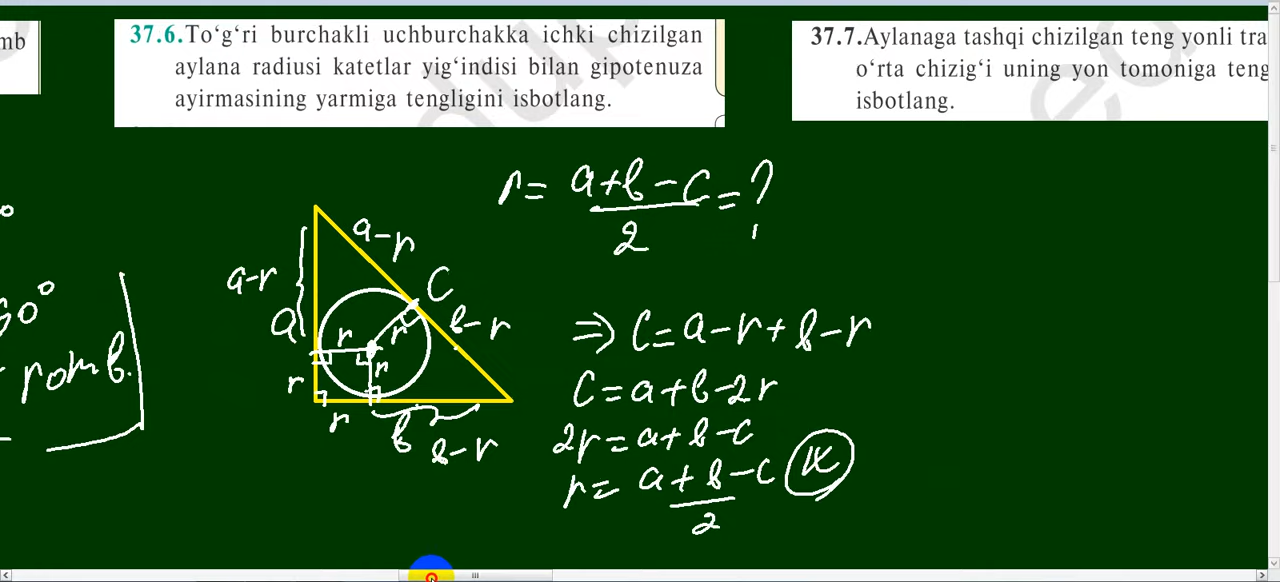 mb
37.6.To‘g‘ri burchakli uchburchakka ichki chizilgan
aylana radiusi katetlar yig‘indisi bilan gipotenuza
ayirmasining yarmiga tengligini isbotlang.
37.7.Aylanaga tashqi chizilgan teng yonli tra
o‘rta chizig‘i uning yon tomoniga teng
isbotlang.
r= a+b-c/2 =?
a-r
a-r
a
c
b-r
r
r
r
r
r
b
b-r
⇒ c=a-r+b-r
c=a+b-2r
2r=a+b-c
r= a+b-c/2
romb.